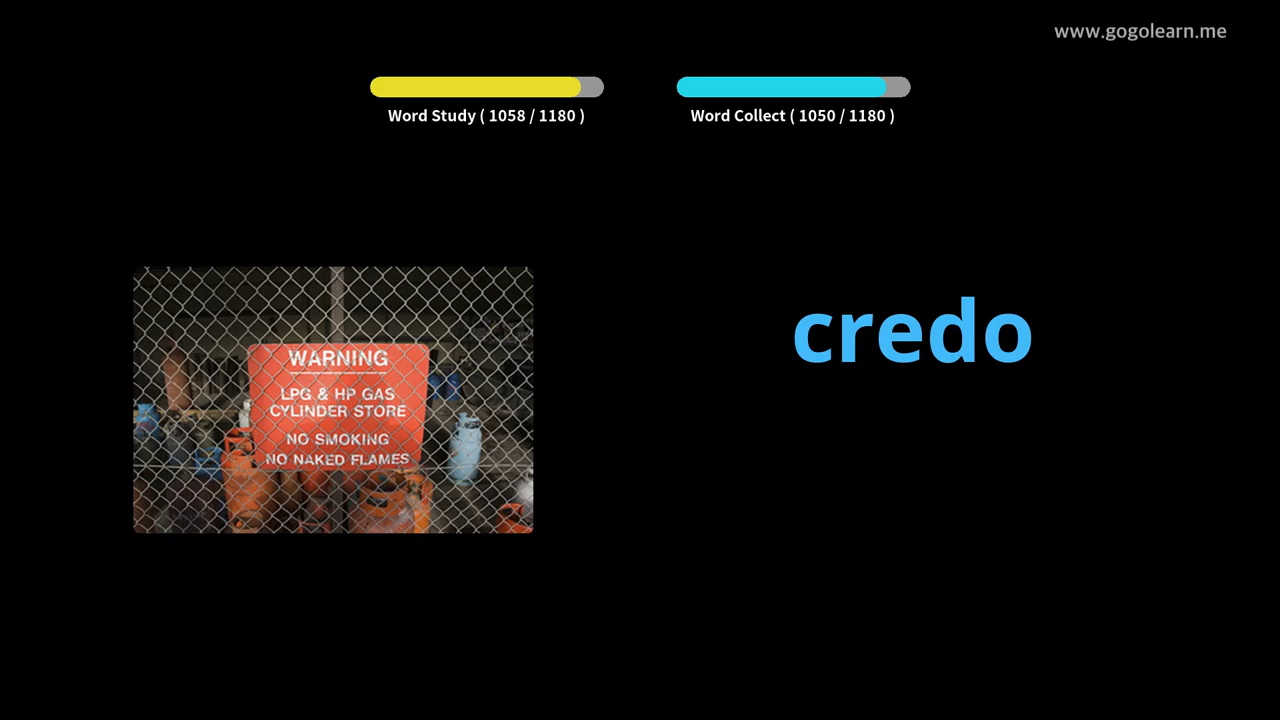 www.gogolearn.me
Word Study ( 1058 / 1180 )
Word Collect ( 1050 / 1180 )
WARNING
LPG & HP GAS
CYLINDER STORE
NO SMOKING
NO NAKED FLAMES
credo